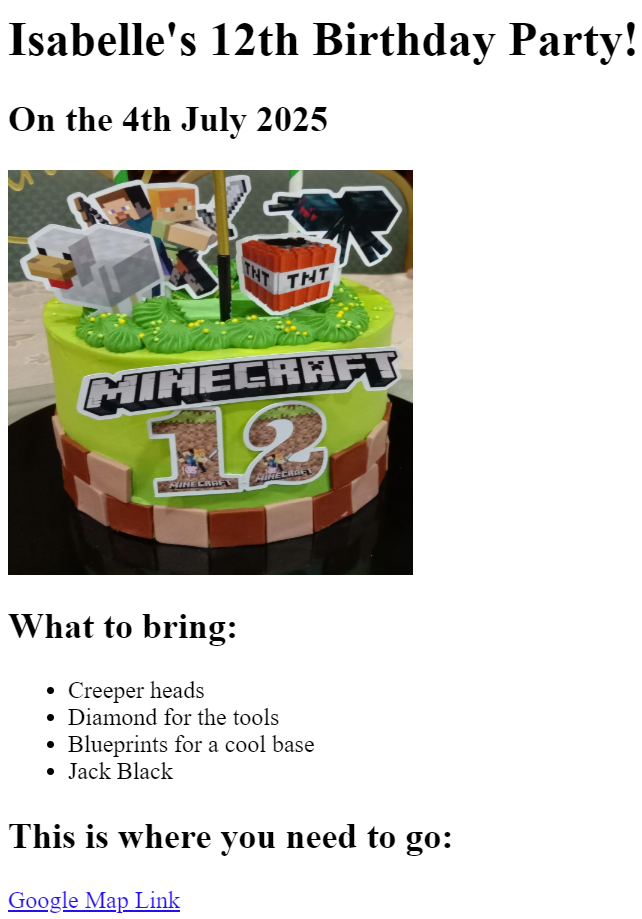 Isabelle's 12th Birthday Party!
On the 4th July 2025
TNT TNT
MINECRAFT
12
MINECRAFT MINECRAFT
What to bring:
Creeper heads
Diamond for the tools
Blueprints for a cool base
Jack Black
This is where you need to go:
Google Map Link